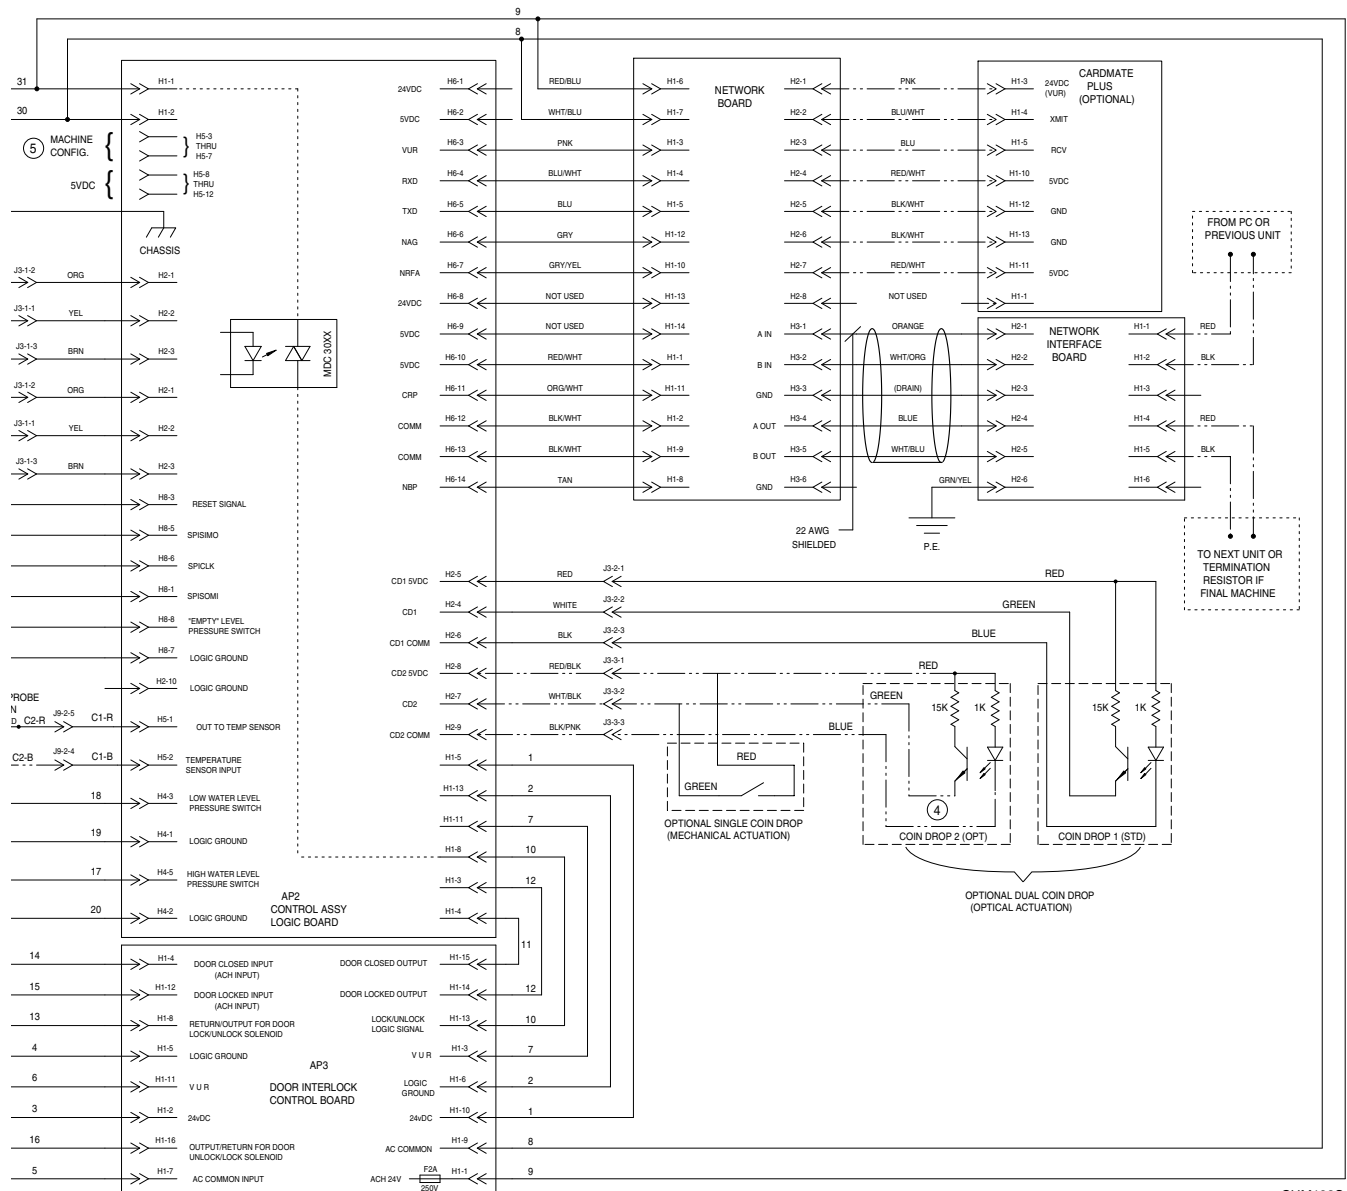 9
8
31
H1-1
H6-1
24VDC
RED/BLU
H1-6
NETWORK
BOARD
H2-1
PNK
H1-3
24VDC
(VUR)
CARDMATE
PLUS
(OPTIONAL)
30
H1-2
H6-2
5VDC
WHT/BLU
H1-7
H2-2
BLU/WHT
H1-4
XMIT
5
MACHINE
CONFIG.
{
}
H5-3
THRU
H5-7
H6-3
VUR
PNK
H1-3
H2-3
BLU
H1-5
RCV
5VDC
{
}
H5-8
THRU
H5-12
H6-4
RXD
BLU/WHT
H1-4
H2-4
RED/WHT
H1-10
5VDC
H6-5
TXD
BLU
H1-5
H2-5
BLK/WHT
H1-12
GND
CHASSIS
H6-6
NAG
GRY
H1-12
H2-6
BLK/WHT
H1-13
GND
FROM PC OR
PREVIOUS UNIT
J3-1-2
ORG
H2-1
H6-7
NRFA
GRY/YEL
H1-10
H2-7
RED/WHT
H1-11
5VDC
H6-8
24VDC
NOT USED
H1-13
H2-8
NOT USED
H1-1
J3-1-1
YEL
H2-2
H6-9
5VDC
NOT USED
H1-14
A IN
H3-1
ORANGE
H2-1
NETWORK
INTERFACE
BOARD
H1-1
RED
MDC 30XX
J3-1-3
BRN
H2-3
H6-10
5VDC
RED/WHT
H1-1
B IN
H3-2
WHT/ORG
H2-2
H1-2
BLK
J3-1-2
ORG
H2-1
H6-11
CRP
ORG/WHT
H1-11
GND
H3-3
(DRAIN)
H2-3
H1-3
J3-1-1
YEL
H2-2
H6-12
COMM
BLK/WHT
H1-2
A OUT
H3-4
BLUE
H2-4
H1-4
RED
J3-1-3
BRN
H2-3
H6-13
COMM
BLK/WHT
H1-9
B OUT
H3-5
WHT/BLU
H2-5
H1-5
BLK
H6-14
NBP
TAN
H1-8
GND
H3-6
GRN/YEL
H2-6
H1-6
H8-3
RESET SIGNAL
22 AWG
SHIELDED
P.E.
H8-5
SPISIMO
TO NEXT UNIT OR
TERMINATION
RESISTOR IF
FINAL MACHINE
H8-6
SPICLK
CD1 5VDC
H2-5
RED
J3-2-1
RED
H8-1
SPISOMI
CD1
H2-4
WHITE
J3-2-2
GREEN
H8-8
"EMPTY" LEVEL
PRESSURE SWITCH
CD1 COMM
H2-6
BLK
J3-2-3
BLUE
H8-7
LOGIC GROUND
CD2 5VDC
H2-8
RED/BLK
J3-3-1
RED
H2-10
LOGIC GROUND
CD2
H2-7
WHT/BLK
J3-3-2
GREEN
15K
1K
15K
1K
C2-R
J9-2-5
C1-R
H5-1
OUT TO TEMP SENSOR
CD2 COMM
H2-9
BLK/PNK
J3-3-3
BLUE
C2-B
J9-2-4
C1-B
H5-2
TEMPERATURE
SENSOR INPUT
H1-5
1
RED
18
H4-3
LOW WATER LEVEL
PRESSURE SWITCH
H1-13
2
GREEN
4
OPTIONAL SINGLE COIN DROP
(MECHANICAL ACTUATION)
COIN DROP 2 (OPT)
COIN DROP 1 (STD)
19
H4-1
LOGIC GROUND
H1-11
7
H1-8
10
17
H4-5
HIGH WATER LEVEL
PRESSURE SWITCH
H1-3
12
OPTIONAL DUAL COIN DROP
(OPTICAL ACTUATION)
20
H4-2
LOGIC GROUND
AP2
CONTROL ASSY
LOGIC BOARD
H1-4
11
14
H1-4
DOOR CLOSED INPUT
(ACH INPUT)
DOOR CLOSED OUTPUT
H1-15
15
H1-12
DOOR LOCKED INPUT
(ACH INPUT)
DOOR LOCKED OUTPUT
H1-14
12
13
H1-8
RETURN/OUTPUT FOR DOOR
LOCK/UNLOCK SOLENOID
LOCK/UNLOCK
LOGIC SIGNAL
H1-13
10
4
H1-5
LOGIC GROUND
AP3
DOOR INTERLOCK
CONTROL BOARD
V U R
H1-3
7
6
H1-11
V U R
LOGIC
GROUND
H1-6
2
3
H1-2
24vDC
24vDC
H1-10
1
16
H1-16
OUTPUT/RETURN FOR DOOR
UNLOCK/LOCK SOLENOID
AC COMMON
H1-9
8
5
H1-7
AC COMMON INPUT
ACH 24V
F2A
250V
H1-1
9